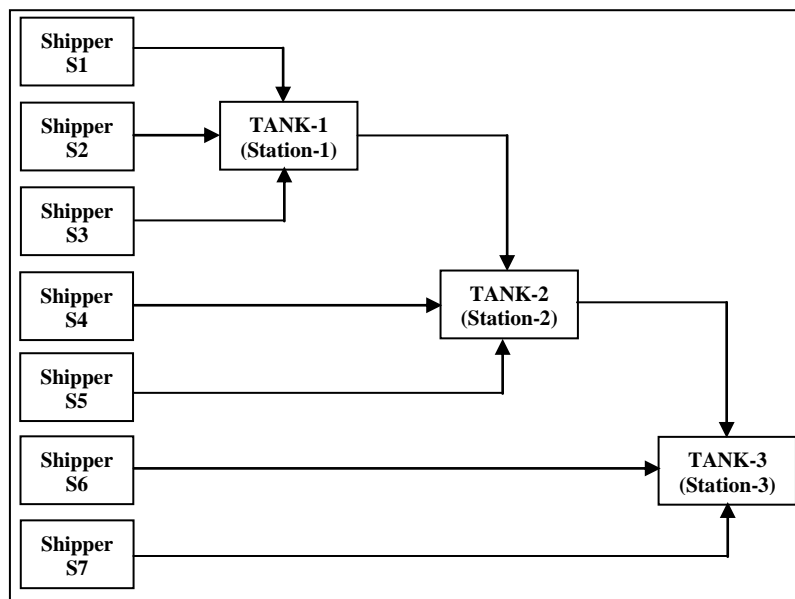 Shipper
S1
Shipper
S2
TANK-1
(Station-1)
Shipper
S3
Shipper
S4
TANK-2
(Station-2)
Shipper
S5
Shipper
S6
TANK-3
(Station-3)
Shipper
S7